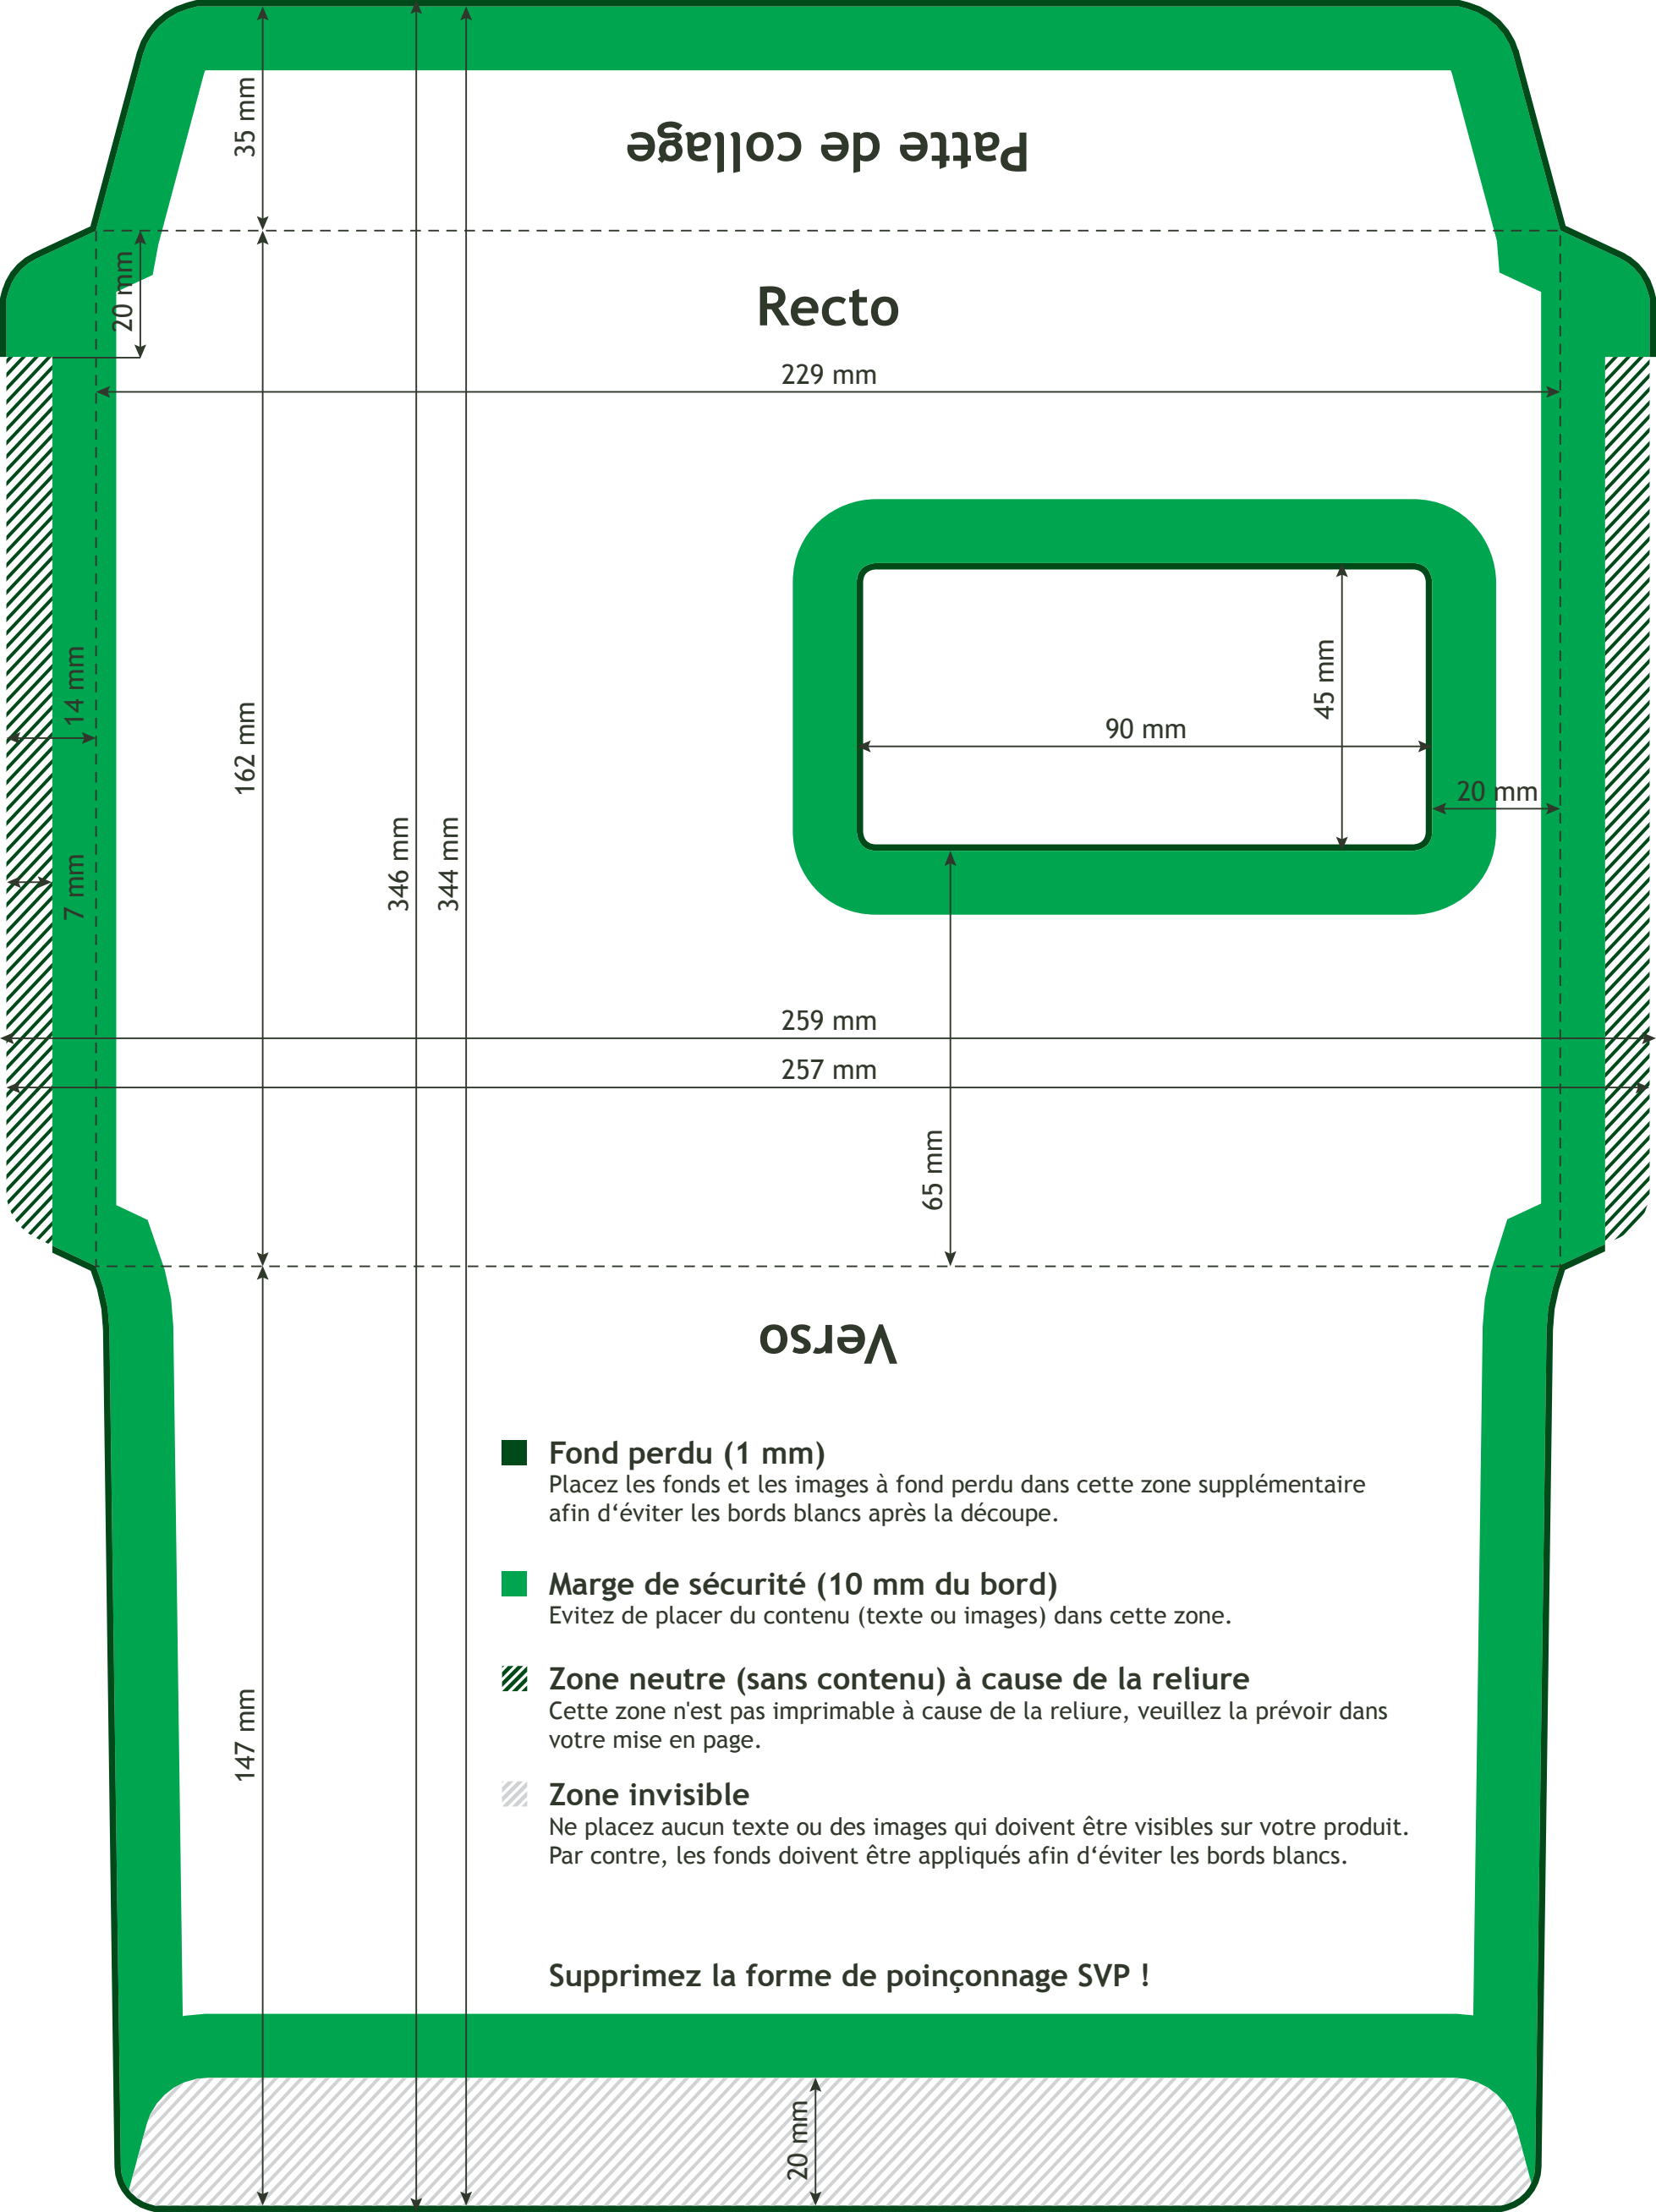 35 mm
Patte de collage
20 mm
Recto
229 mm
14 mm
162 mm
45 mm
90 mm
20 mm
7 mm
346 mm
344 mm
259 mm
257 mm
65 mm
Verso
Fond perdu (1 mm)
Placez les fonds et les images à fond perdu dans cette zone supplémentaire
afin d‘éviter les bords blancs après la découpe.
Marge de sécurité (10 mm du bord)
Evitez de placer du contenu (texte ou images) dans cette zone.
Zone neutre (sans contenu) à cause de la reliure
Cette zone n'est pas imprimable à cause de la reliure, veuillez la prévoir dans
votre mise en page.
147 mm
Zone invisible
Ne placez aucun texte ou des images qui doivent être visibles sur votre produit.
Par contre, les fonds doivent être appliqués afin d‘éviter les bords blancs.
Supprimez la forme de poinçonnage SVP !
20 mm